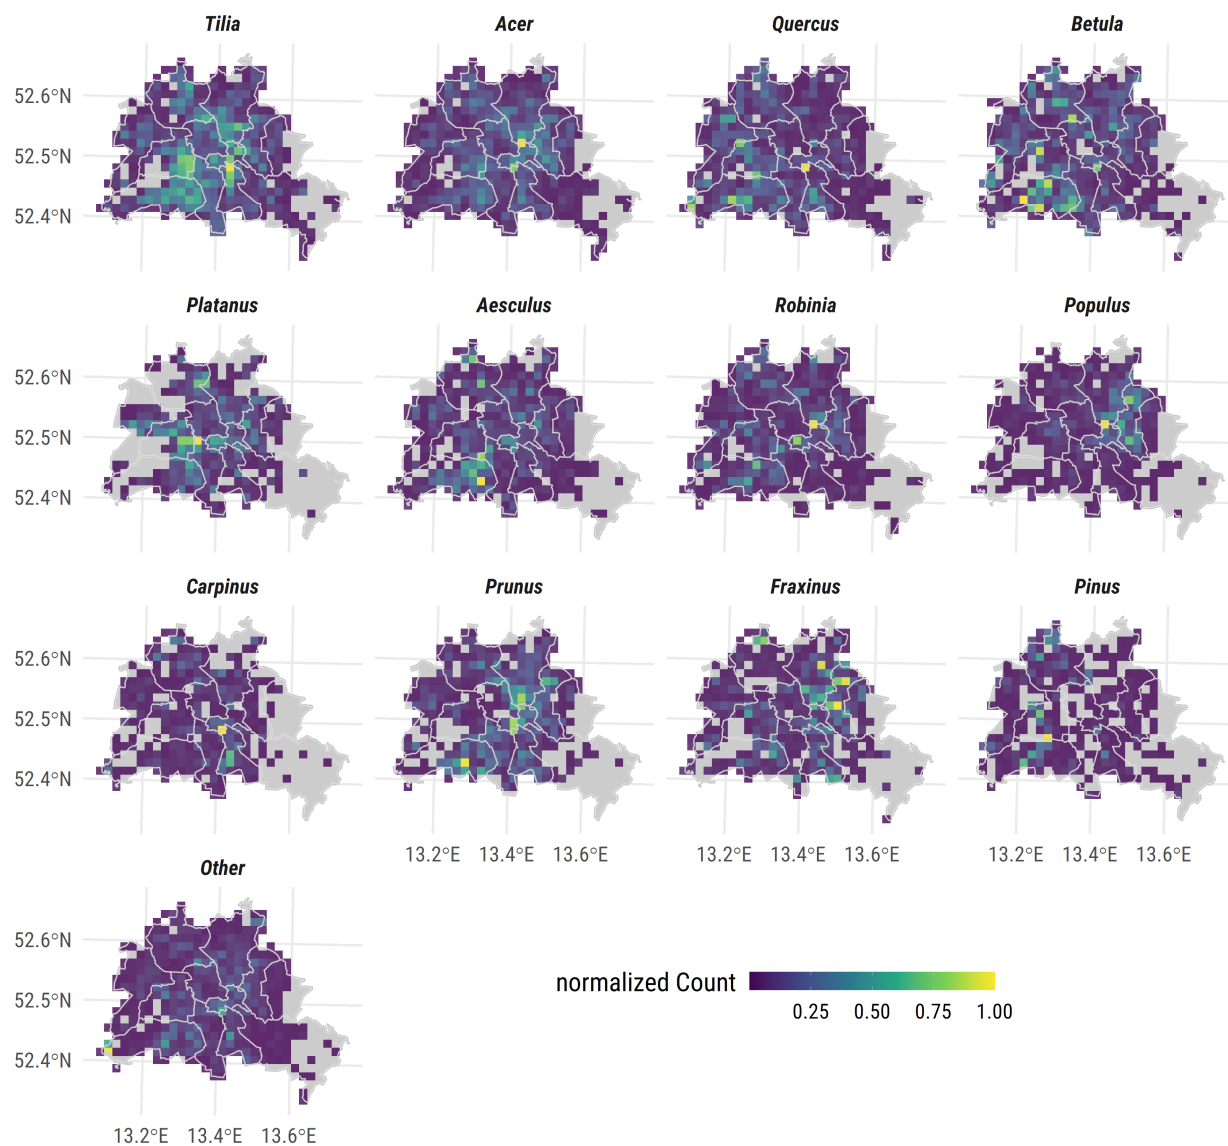 Tilia Acer Quercus Betula
52.6°N
52.5°N
52.4°N
Platanus Aesculus Robinia Populus
52.6°N
52.5°N
52.4°N
Carpinus Prunus Fraxinus Pinus
52.6°N
52.5°N
52.4°N
13.2°E 13.4°E 13.6°E 13.2°E 13.4°E 13.6°E 13.2°E 13.4°E 13.6°E
Other
52.6°N
52.5°N
52.4°N
13.2°E 13.4°E 13.6°E
normalized Count
0.25 0.50 0.75 1.00